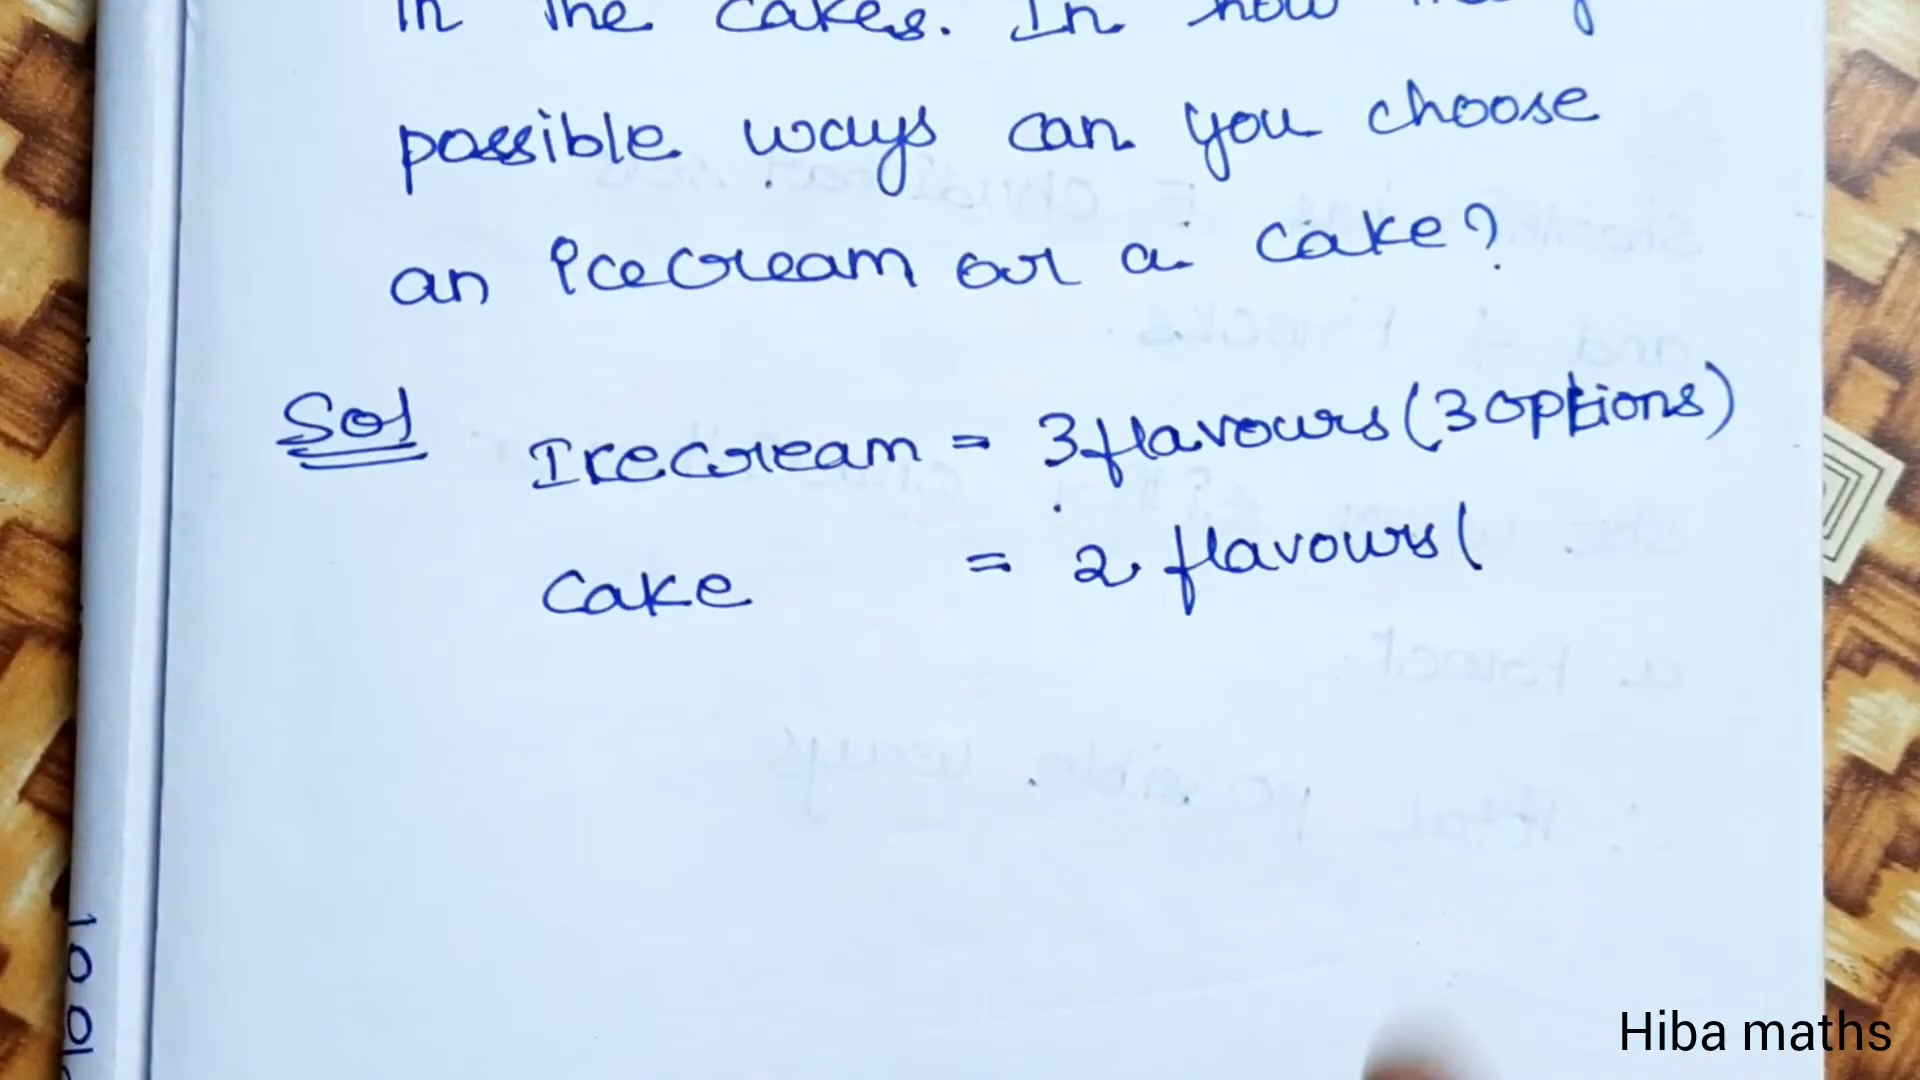 in the cakes. In how
possible ways can you choose
an icecream or a cake?
Sol Icecream = 3 flavours (3 options)
Cake = 2 flavours (
Hiba maths